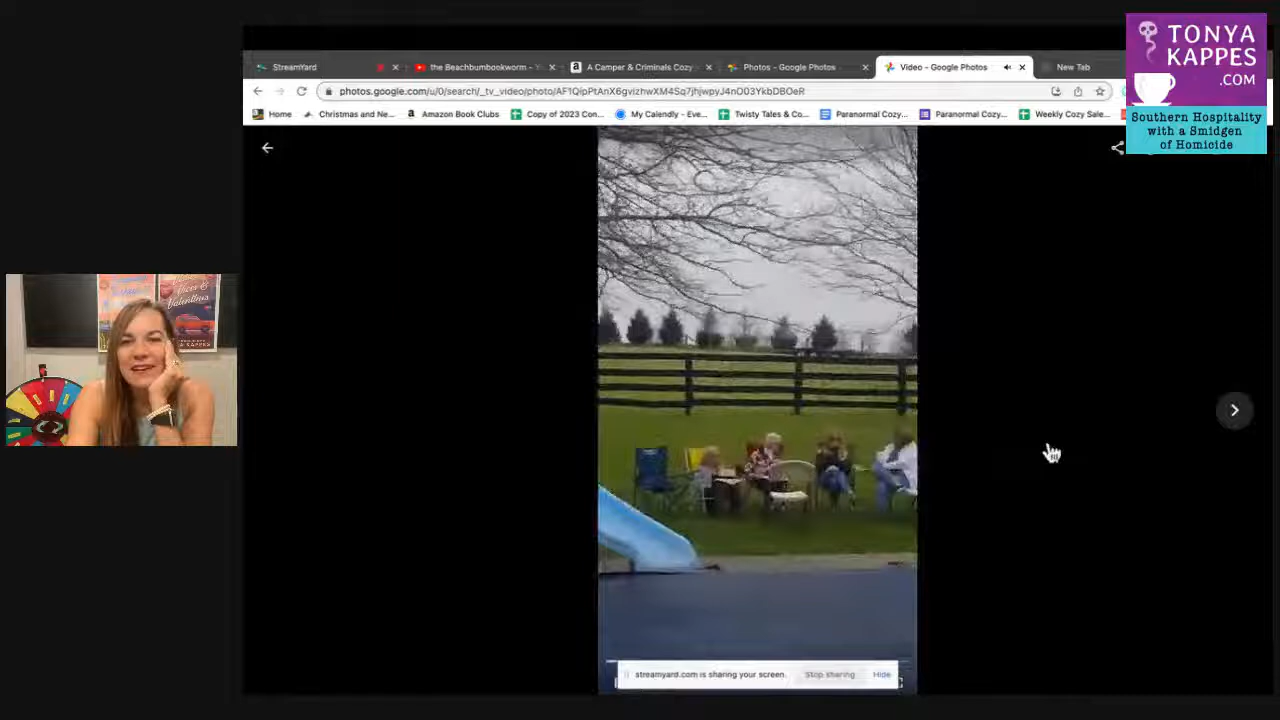 StreamYard
the Beachbumbookworm - Y
A Camper & Criminals Cozy
Photos - Google Photos
Video - Google Photos
New Tab
photos.google.com/u/0/search/_tv_video/photo/AF1QipPtAnX6gvizhwXM4Sq7jhjwpyJ4nO03YkbDBOeR
Home
Christmas and Ne...
Amazon Book Clubs
Copy of 2023 Con...
My Calendly - Eve...
Twisty Tales & Co...
Paranormal Cozy...
Paranormal Cozy...
Weekly Cozy Sale...
TONYA
KAPPES
.COM
Southern Hospitality
with a Smidgen
of Homicide
Valentines
streamyard.com is sharing your screen.
Stop sharing
Hide